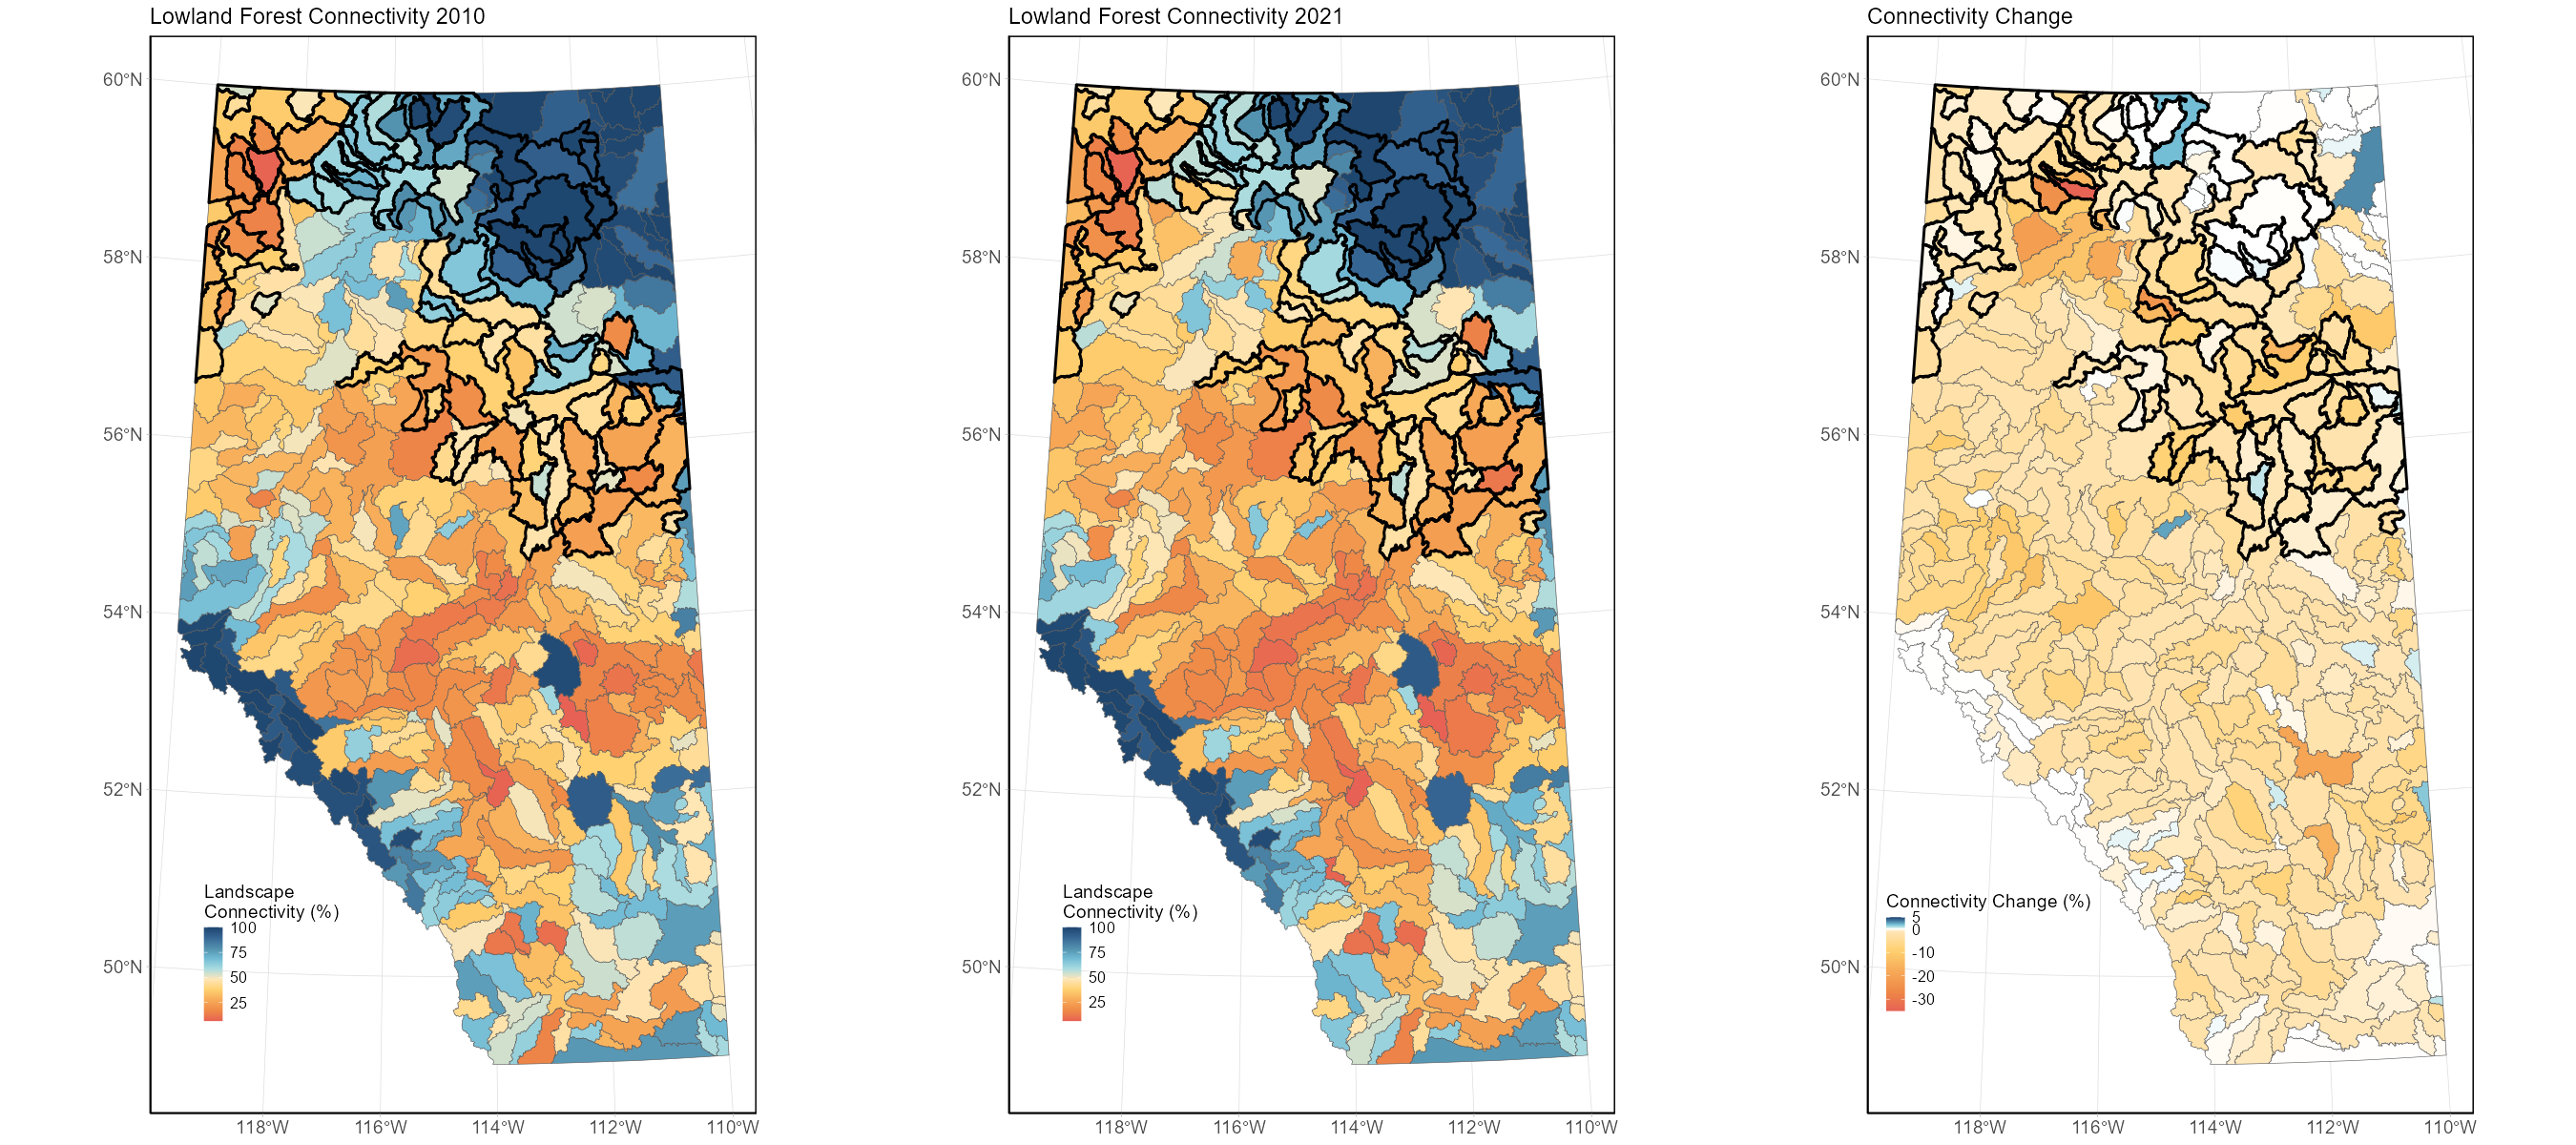 Lowland Forest Connectivity 2010
60°N
58°N
56°N
54°N
52°N
50°N
118°W
116°W
114°W
112°W
110°W
Landscape
Connectivity (%)
100
75
50
25
Lowland Forest Connectivity 2021
60°N
58°N
56°N
54°N
52°N
50°N
118°W
116°W
114°W
112°W
110°W
Landscape
Connectivity (%)
100
75
50
25
Connectivity Change
60°N
58°N
56°N
54°N
52°N
50°N
118°W
116°W
114°W
112°W
110°W
Connectivity Change (%)
5
0
-10
-20
-30